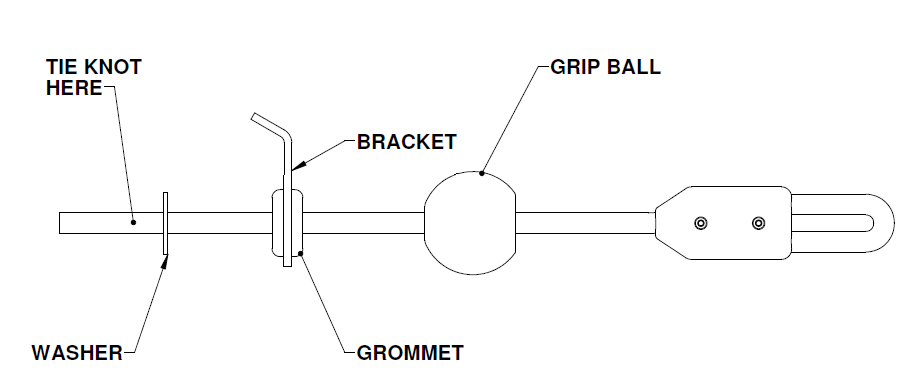 TIE KNOT
HERE
GRIP BALL
BRACKET
WASHER
GROMMET